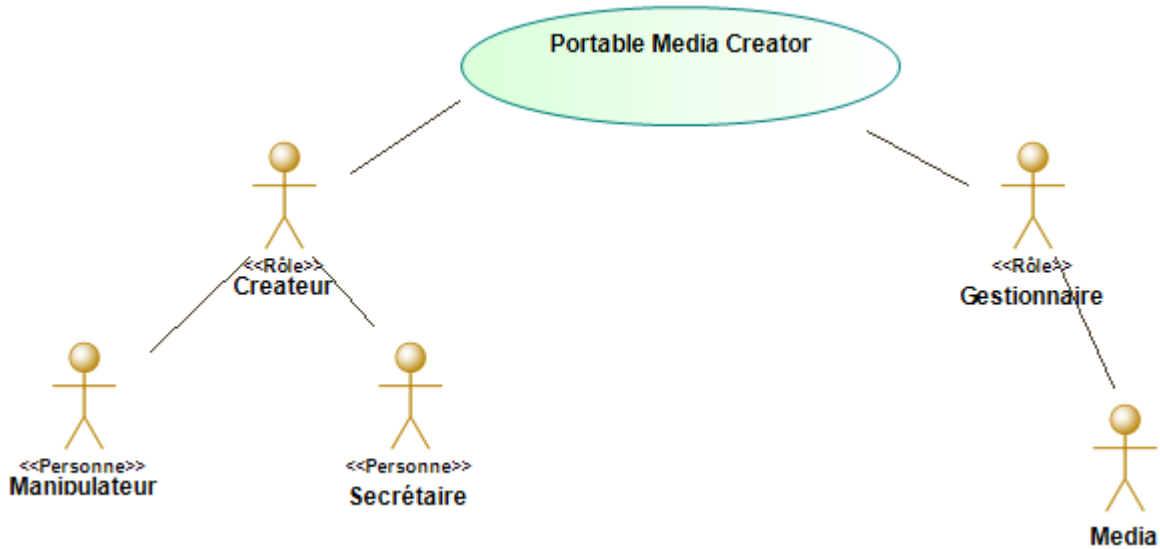 Portable Media Creator
<<Rôle>>
Createur
<<Rôle>>
Gestionnaire
<<Personne>>
Manipulateur
<<Personne>>
Secrétaire
Media